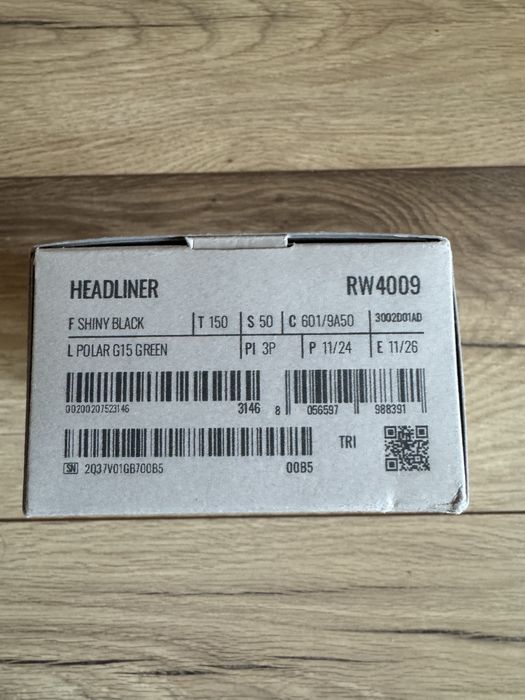 HEADLINER RW4009
F SHINY BLACK T 150 S 50 C 601/9A50 3002D01AD
L POLAR G15 GREEN PI 3P P 11/24 E 11/26
00200207523146 3146 8 056597 988391
TRI
SN 2Q37V01GB700B5 00B5